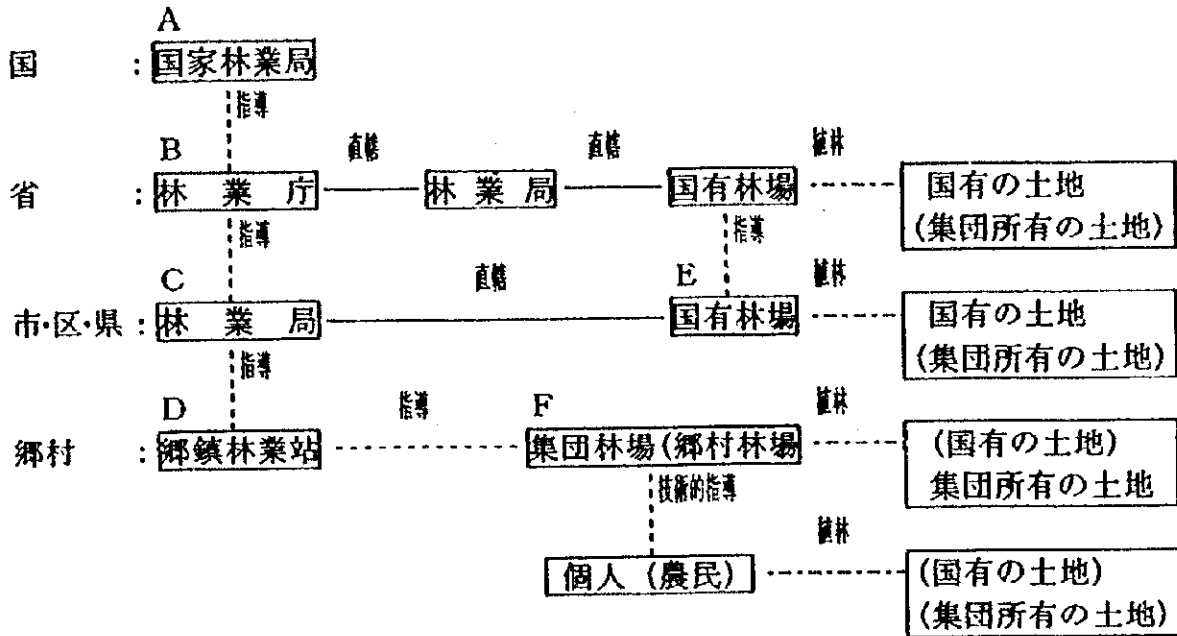 A
国 : 国家林業局
指導
B 直轄 直轄 植林
省 : 林業庁 林業局 国有林場 国有の土地
(集団所有の土地)
指導 指導
C 直轄 E 植林
市・区・県 : 林業局 国有林場 国有の土地
(集団所有の土地)
指導
D 指導 F 植林
郷村 : 郷鎮林業站 集団林場(郷村林場 (国有の土地)
集団所有の土地
技術的指導
植林
個人 (農民) (国有の土地)
(集団所有の土地)